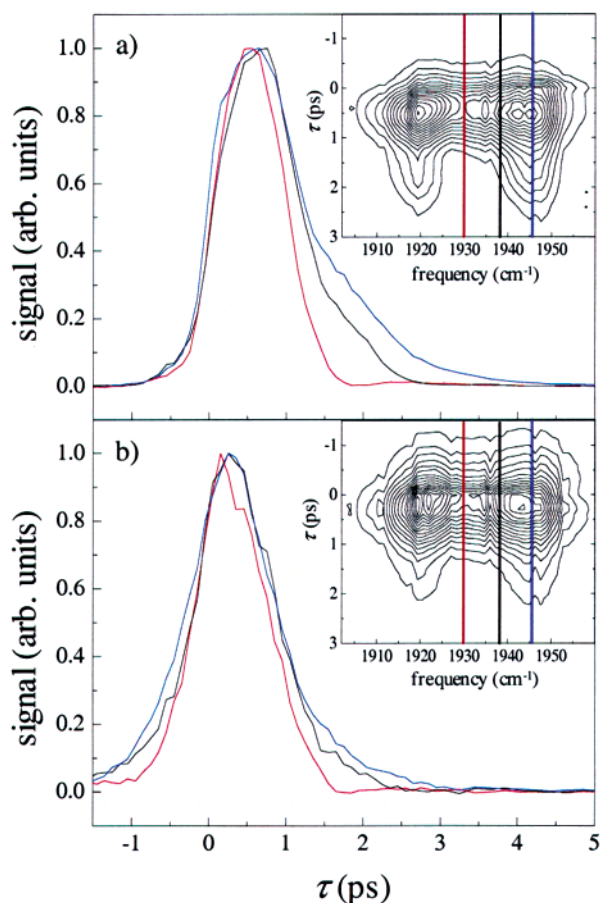 a)
signal (arb. units)
1.0
0.8
0.6
0.4
0.2
0.0
τ (ps)
-1
0
1
2
3
1910 1920 1930 1940 1950
frequency (cm-1)
b)
signal (arb. units)
1.0
0.8
0.6
0.4
0.2
0.0
τ (ps)
-1
0
1
2
3
1910 1920 1930 1940 1950
frequency (cm-1)
-1 0 1 2 3 4 5
τ (ps)